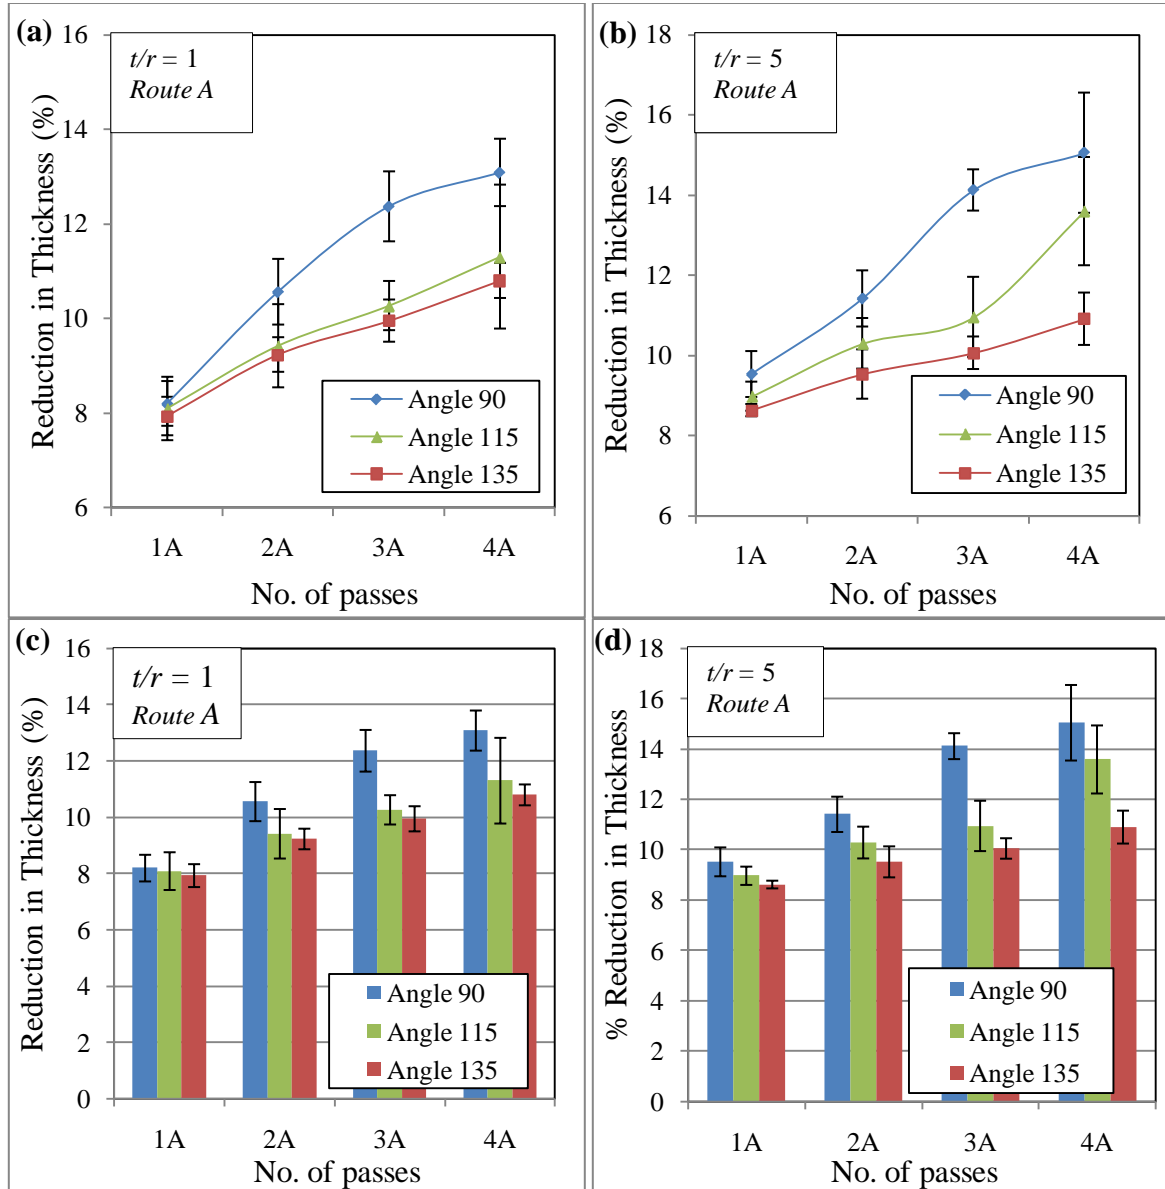 (a)
t/r = 1
Route A
Reduction in Thickness (%)
16
14
12
10
8
6
Angle 90
Angle 115
Angle 135
1A 2A 3A 4A
No. of passes
(b)
t/r = 5
Route A
Reduction in Thickness (%)
18
16
14
12
10
8
6
Angle 90
Angle 115
Angle 135
1A 2A 3A 4A
No. of passes
(c)
t/r = 1
Route A
Reduction in Thickness (%)
16
14
12
10
8
6
4
2
0
Angle 90
Angle 115
Angle 135
1A 2A 3A 4A
No. of passes
(d)
t/r = 5
Route A
% Reduction in Thickness
18
16
14
12
10
8
6
4
2
0
Angle 90
Angle 115
Angle 135
1A 2A 3A 4A
No. of passes